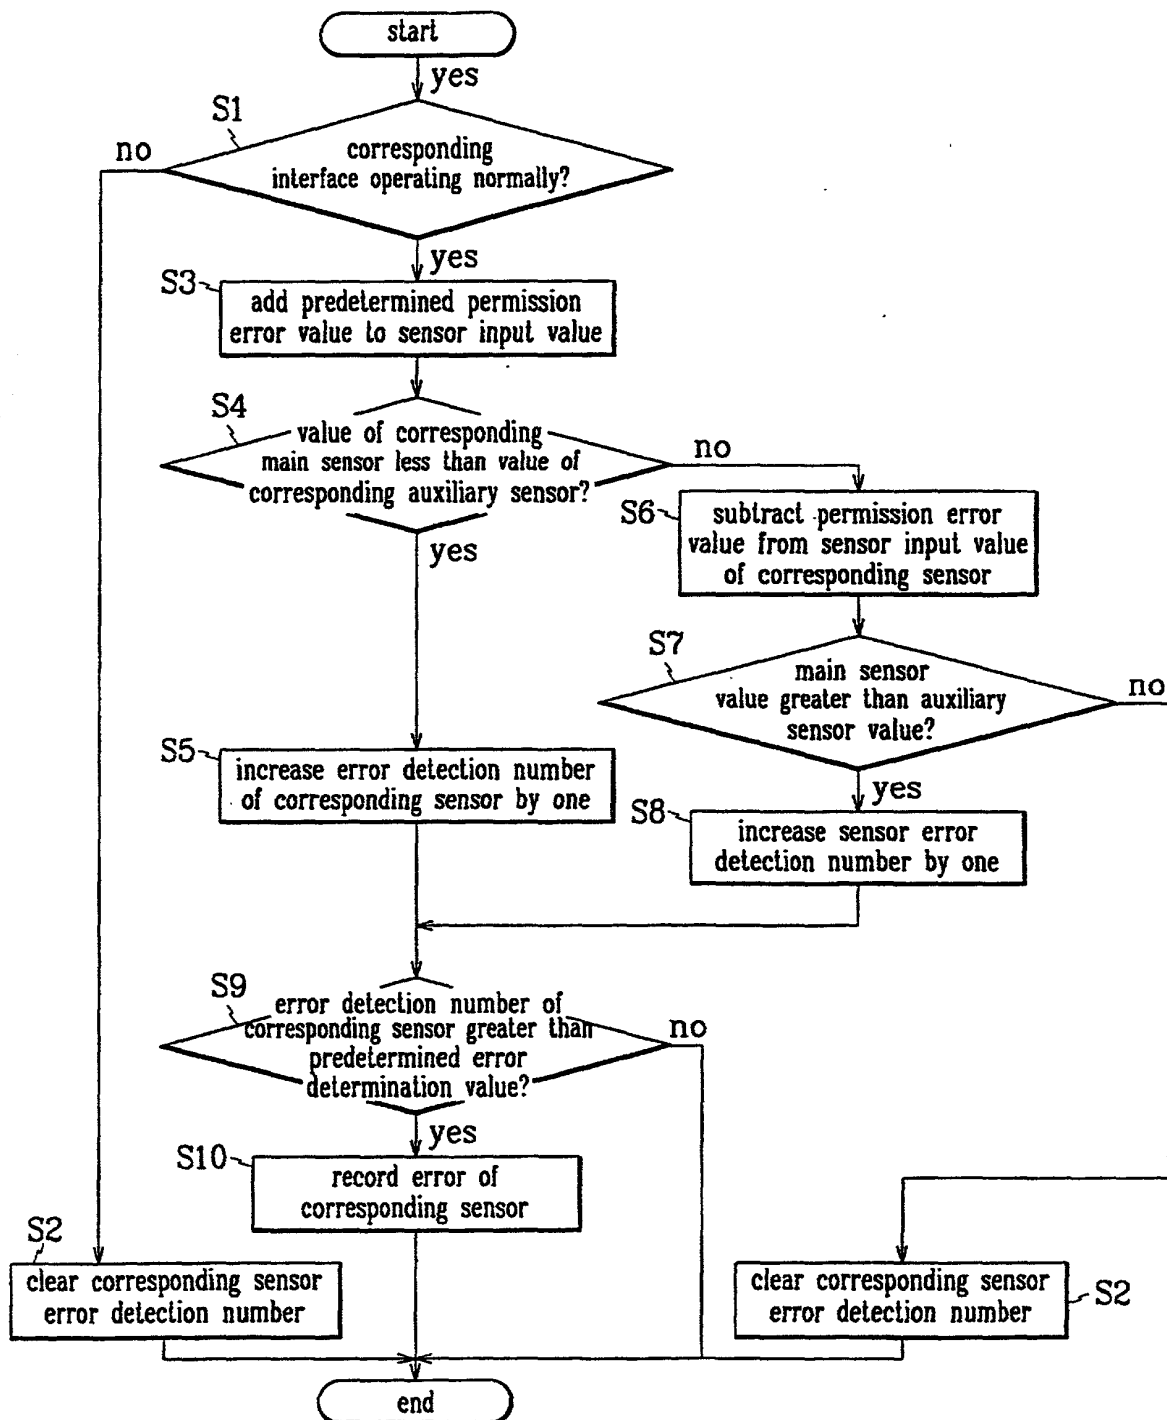 start
yes
S1
no
corresponding
interface operating normally?
yes
S3
add predetermined permission
error value to sensor input value
S4
value of corresponding
main sensor less than value of
corresponding auxiliary sensor?
no
yes
S6
subtract permission error
value from sensor input value
of corresponding sensor
S7
main sensor
value greater than auxiliary
sensor value?
no
yes
S5
increase error detection number
of corresponding sensor by one
S8
increase sensor error
detection number by one
S9
error detection number of
corresponding sensor greater than
predetermined error
determination value?
no
yes
S10
record error of
corresponding sensor
S2
clear corresponding sensor
error detection number
clear corresponding sensor
error detection number
S2
end